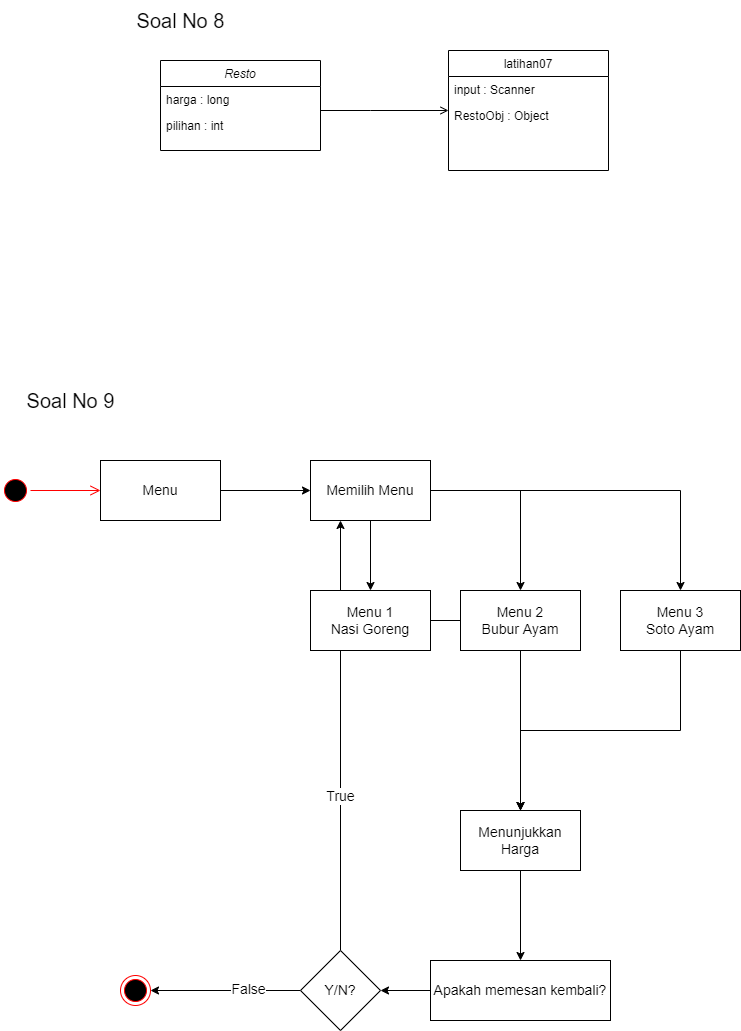 Soal No 8
Resto
harga : long
pilihan : int
latihan07
input : Scanner
RestoObj : Object
Soal No 9
Menu
Memilih Menu
Menu 1
Nasi Goreng
Menu 2
Bubur Ayam
Menu 3
Soto Ayam
True
Menunjukkan
Harga
False
Y/N?
Apakah memesan kembali?